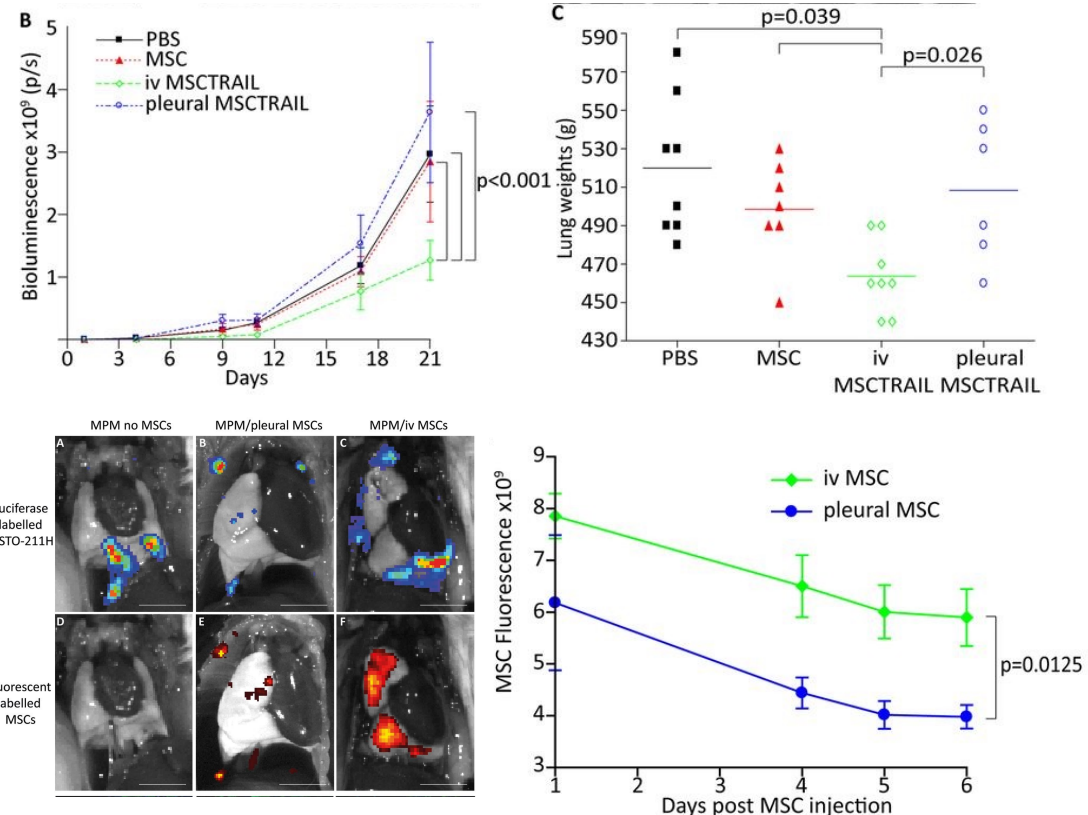 B
5
4
3
2
1
0 3 6 9 12 15 18 21
Days
Bioluminescence x10⁹ (p/s)
PBS
MSC
iv MSCTRAIL
pleural MSCTRAIL
p<0.001
C
p=0.039
p=0.026
590
570
550
530
510
490
470
450
430
Lung weights (g)
PBS MSC iv pleural
MSCTRAIL MSCTRAIL
MPM no MSCs MPM/pleural MSCs MPM/iv MSCs
A B C
uciferase
labelled
STO-211H
D E F
uorescent
labelled
MSCs
9
8
7
6
5
4
3
1 2 3 4 5 6
Days post MSC injection
MSC Fluorescence x10⁹
iv MSC
pleural MSC
p=0.0125